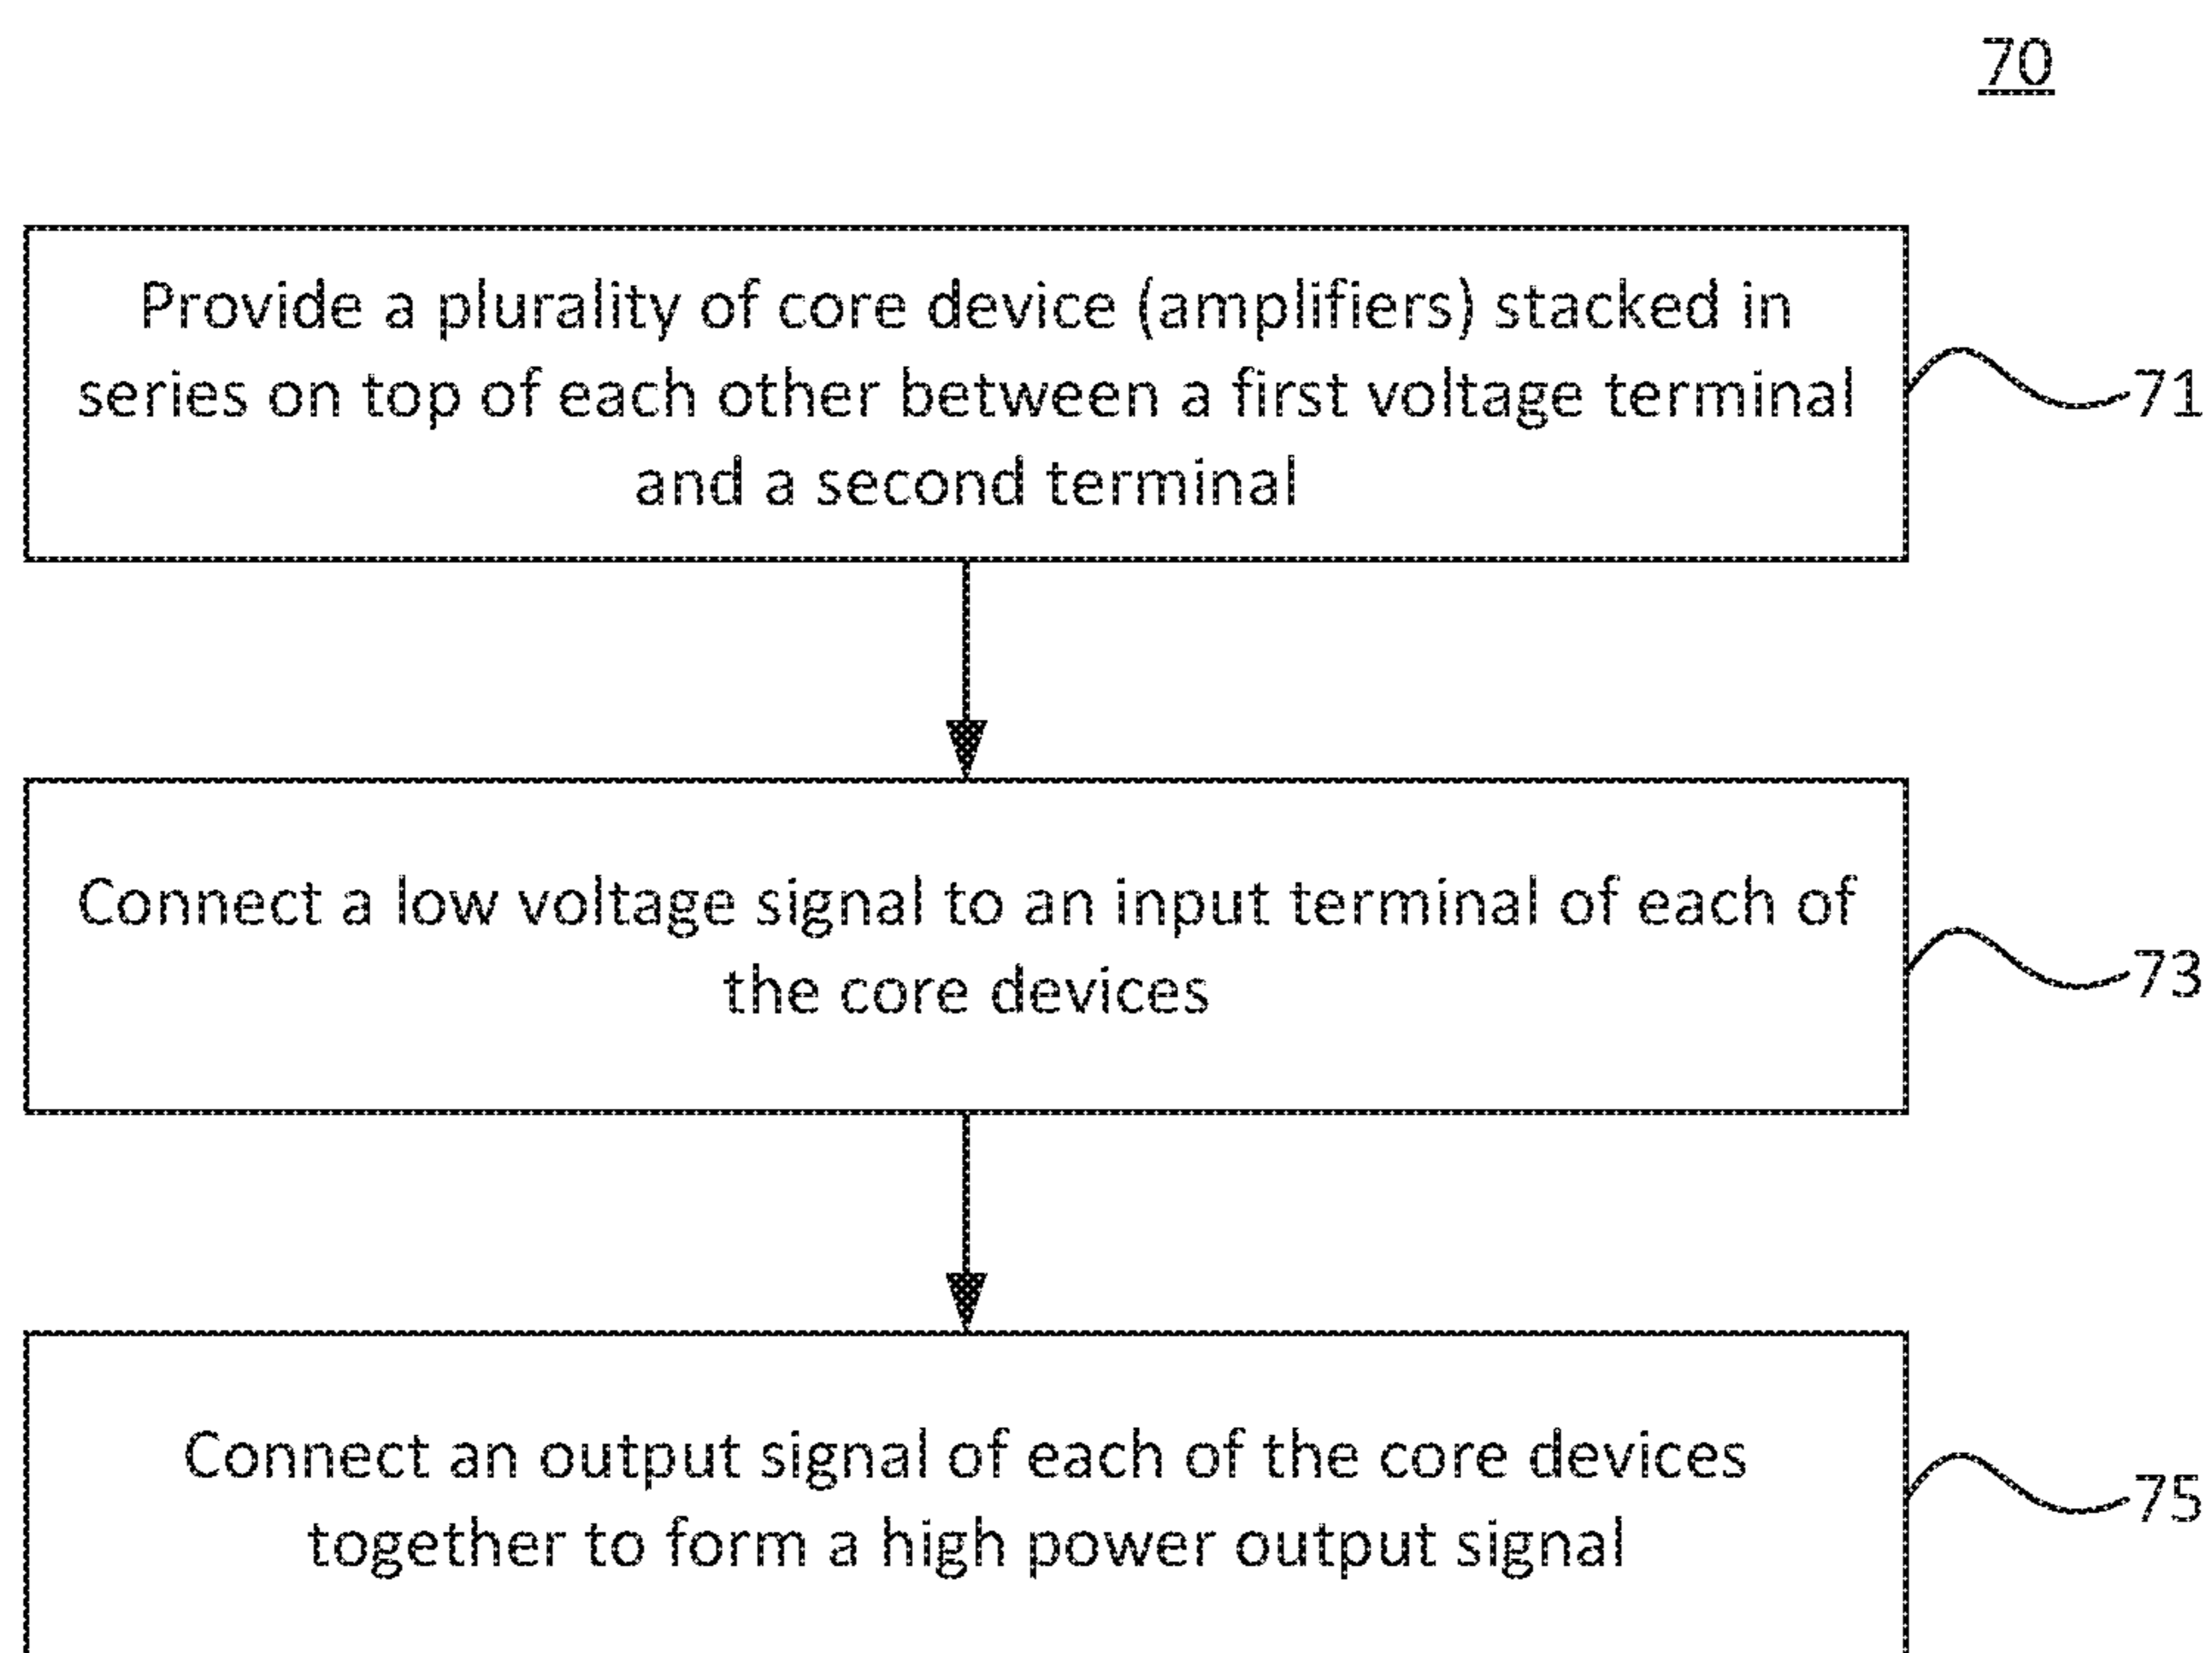 70
Provide a plurality of core device (amplifiers) stacked in
series on top of each other between a first voltage terminal
and a second terminal
71
Connect a low voltage signal to an input terminal of each of
the core devices
73
Connect an output signal of each of the core devices
together to form a high power output signal
75